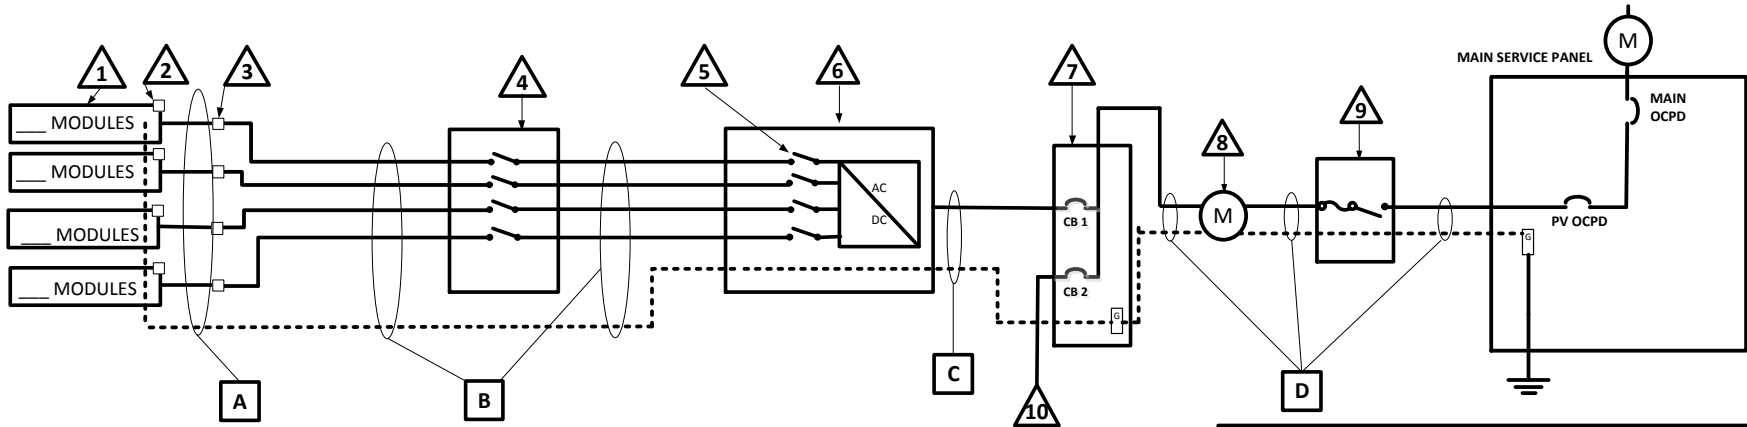 1
2
3
4
5
6
7
8
9
M
MAIN SERVICE PANEL
MAIN
OCPD
___ MODULES
___ MODULES
___ MODULES
___ MODULES
AC
DC
CB 1
CB 2
G
M
PV OCPD
G
A
B
C
10
D